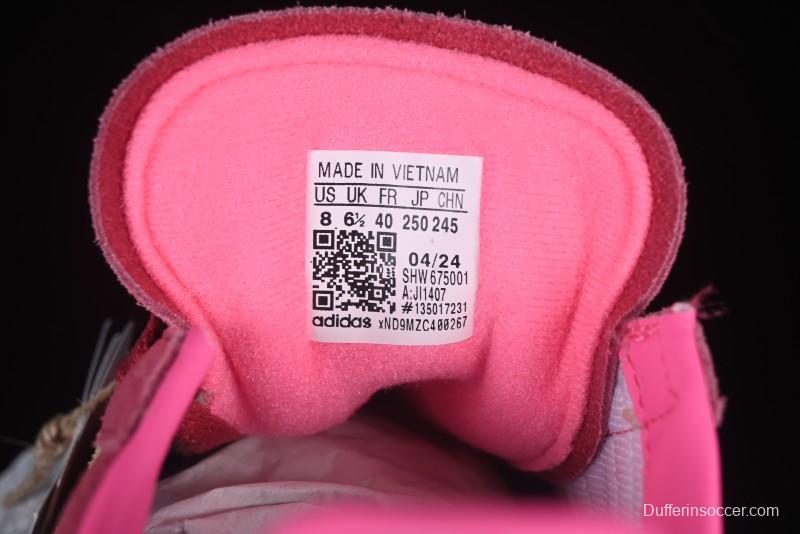 MADE IN VIETNAM
US UK FR JP CHN
8 6½ 40 250 245
04/24
SHW 675001
A:JI1407
#135017231
adidas xND9MZC400267
Dufferinsoccer.com